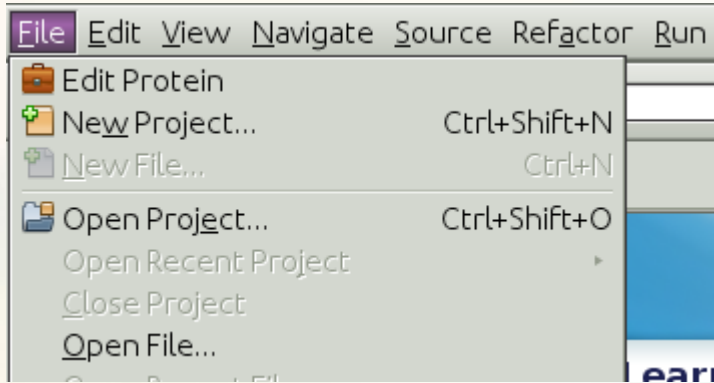 File Edit View Navigate Source Refactor Run
Edit Protein
New Project... Ctrl+Shift+N
New File... Ctrl+N
Open Project... Ctrl+Shift+O
Open Recent Project
Close Project
Open File...